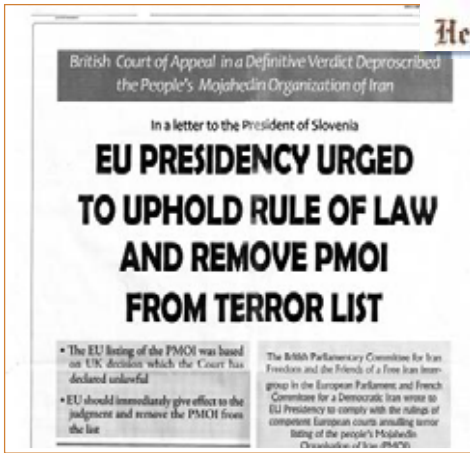 He
British Court of Appeal in a Definitive Verdict Deproscribed
the People's Mojahedin Organization of Iran
In a letter to the President of Slovenia
EU PRESIDENCY URGED
TO UPHOLD RULE OF LAW
AND REMOVE PMOI
FROM TERROR LIST
• The EU listing of the PMOI was based
on UK decision which the Court has
declared unlawful
• EU should immediately give effect to the
judgment and remove the PMOI from
the list
The British Parliamentary Committee for Iran
Freedom and the Friends of a Free Iran Inter-
group in the European Parliament and French
Committee for a Democratic Iran wrote to
EU Presidency to comply with the rulings of
competent European courts annulling terror
listing of the people's Mojahedin
Organisation of Iran (PMOI)